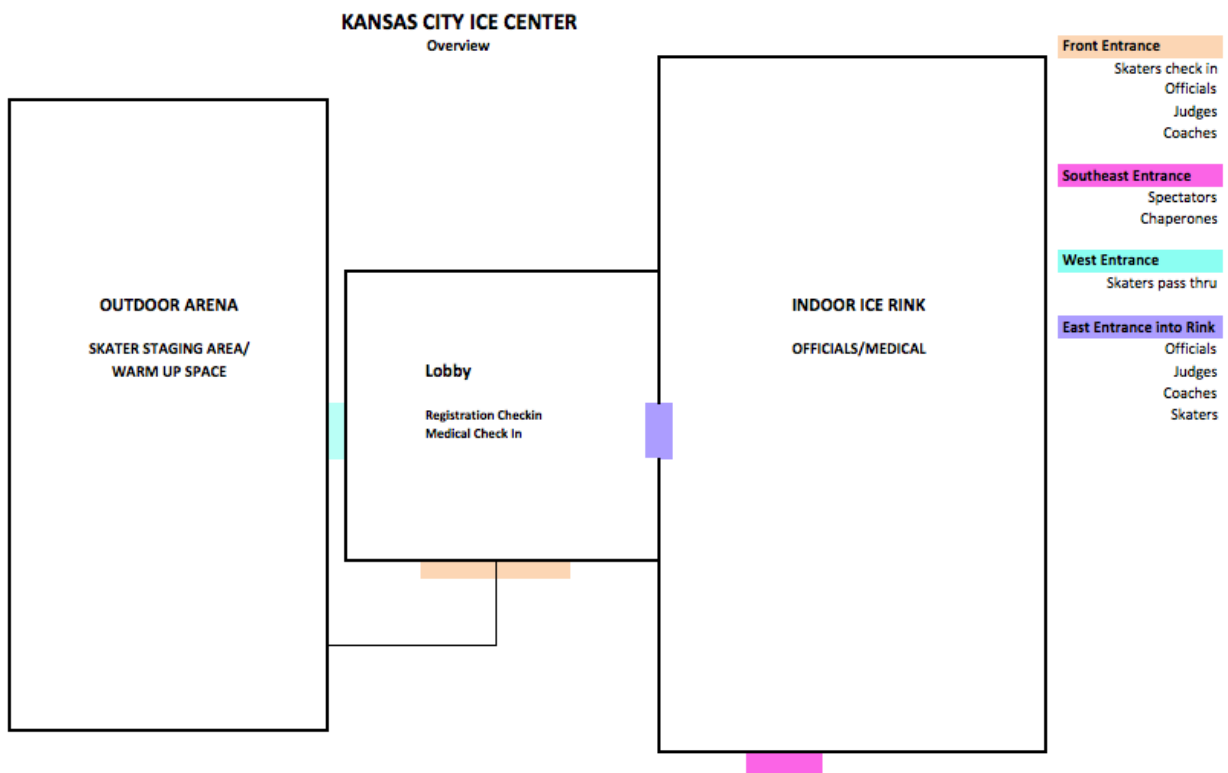 KANSAS CITY ICE CENTER
Overview
OUTDOOR ARENA
SKATER STAGING AREA/
WARM UP SPACE
Lobby
Registration Checkin
Medical Check In
INDOOR ICE RINK
OFFICIALS/MEDICAL
Front Entrance
Skaters check in
Officials
Judges
Coaches
Southeast Entrance
Spectators
Chaperones
West Entrance
Skaters pass thru
East Entrance into Rink
Officials
Judges
Coaches
Skaters